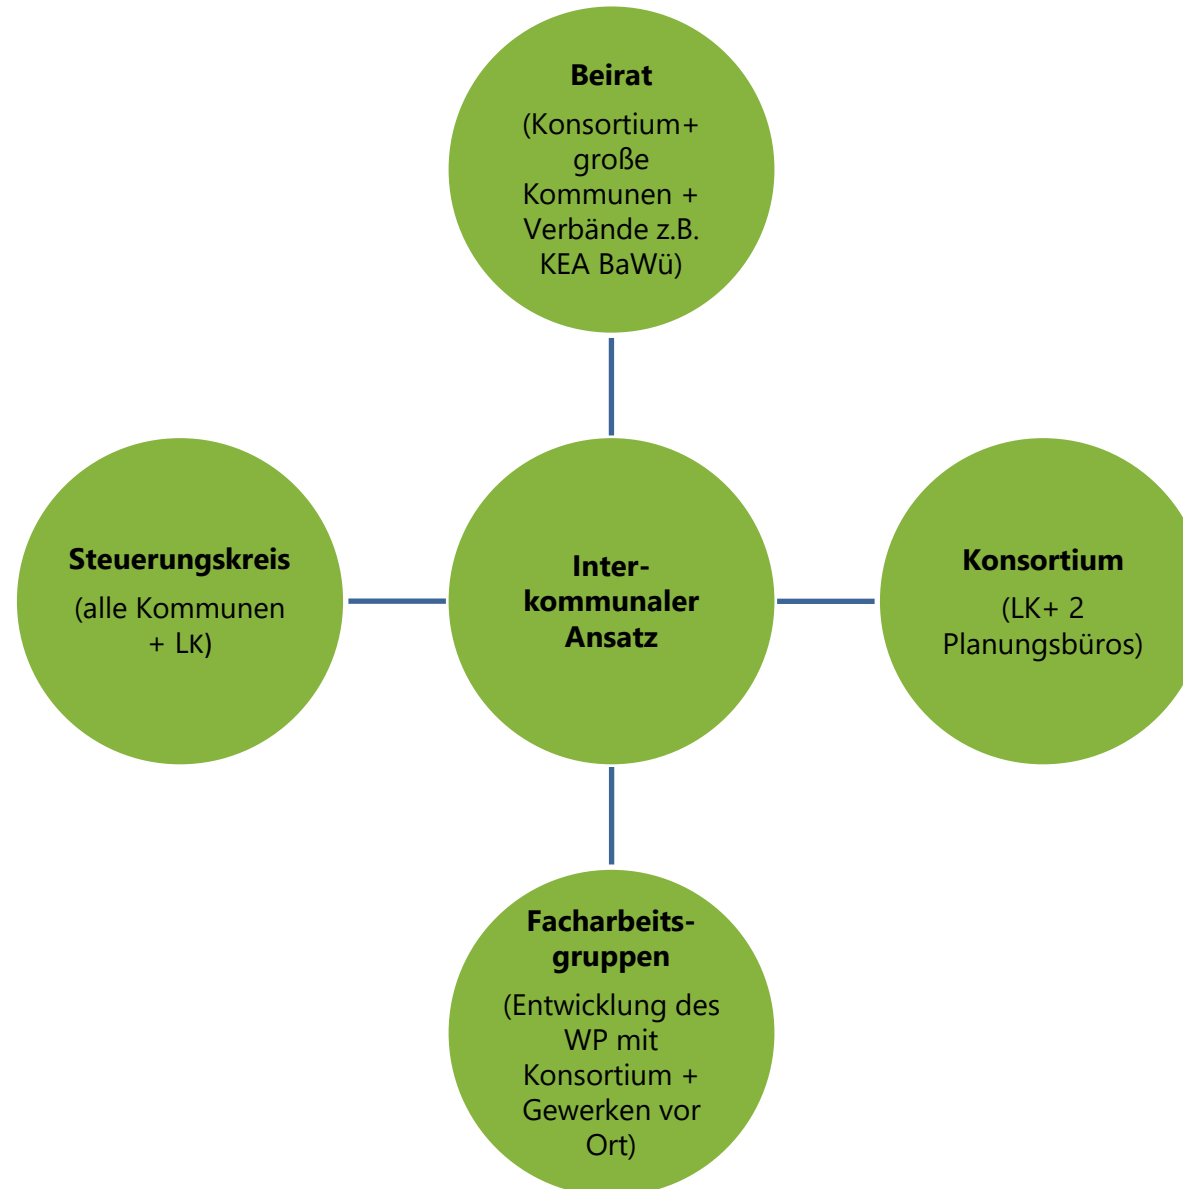 Beirat
(Konsortium+
große
Kommunen +
Verbände z.B.
KEA BaWü)
Steuerungskreis
(alle Kommunen
+ LK)
Inter-
kommunaler
Ansatz
Konsortium
(LK+ 2
Planungsbüros)
Facharbeits-
gruppen
(Entwicklung des
WP mit
Konsortium +
Gewerken vor
Ort)